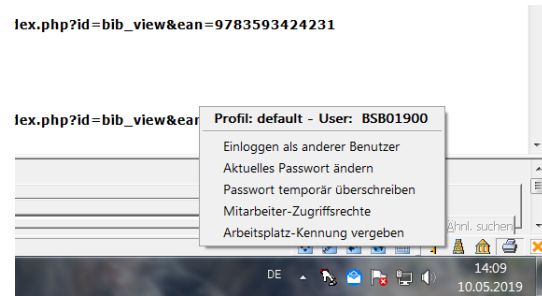 dex.php?id=bib_view&ean=9783593424231
dex.php?id=bib_view&ean
Profil: default - User: BSB01900
Einloggen als anderer Benutzer
Aktuelles Passwort ändern
Passwort temporär überschreiben
Mitarbeiter-Zugriffsrechte
Arbeitsplatz-Kennung vergeben
Ähnl. suchen
DE
14:09
10.05.2019